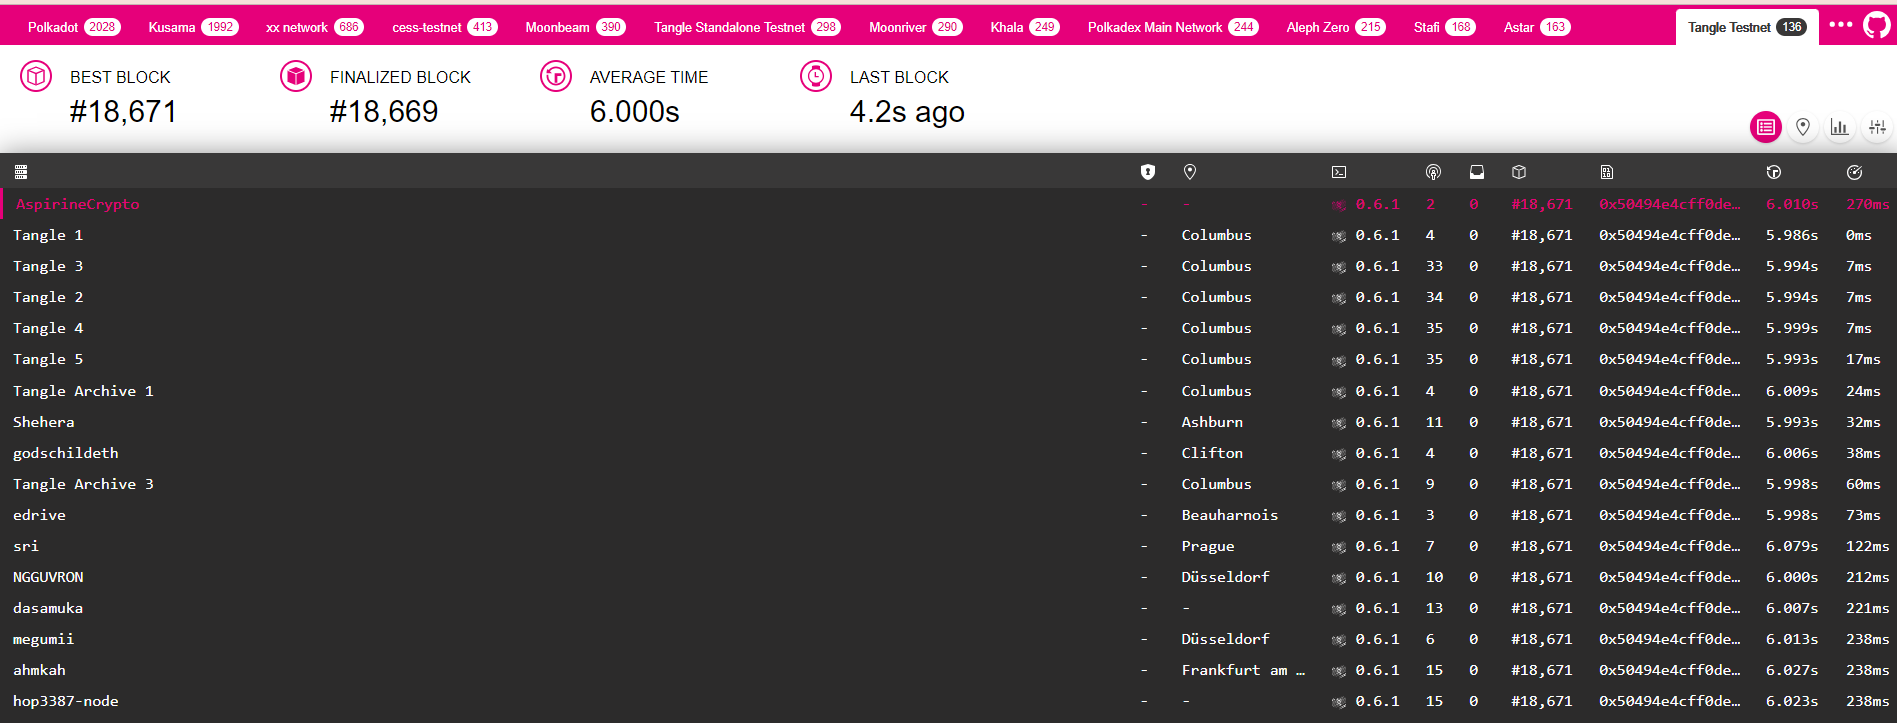 Polkadot 2028 Kusama 1992 xx network 686 cess-testnet 413 Moonbeam 390 Tangle Standalone Testnet 298 Moonriver 290 Khala 249 Polkadex Main Network 244 Aleph Zero 215 Stafi 168 Astar 163 Tangle Testnet 136
BEST BLOCK FINALIZED BLOCK AVERAGE TIME LAST BLOCK
#18,671 #18,669 6.000s 4.2s ago
AspirineCrypto - - 0.6.1 2 0 #18,671 0x50494e4cff0de… 6.010s 270ms
Tangle 1 - Columbus 0.6.1 4 0 #18,671 0x50494e4cff0de… 5.986s 0ms
Tangle 3 - Columbus 0.6.1 33 0 #18,671 0x50494e4cff0de… 5.994s 7ms
Tangle 2 - Columbus 0.6.1 34 0 #18,671 0x50494e4cff0de… 5.994s 7ms
Tangle 4 - Columbus 0.6.1 35 0 #18,671 0x50494e4cff0de… 5.999s 7ms
Tangle 5 - Columbus 0.6.1 35 0 #18,671 0x50494e4cff0de… 5.993s 17ms
Tangle Archive 1 - Columbus 0.6.1 4 0 #18,671 0x50494e4cff0de… 6.009s 24ms
Shehera - Ashburn 0.6.1 11 0 #18,671 0x50494e4cff0de… 5.993s 32ms
godschildeth - Clifton 0.6.1 4 0 #18,671 0x50494e4cff0de… 6.006s 38ms
Tangle Archive 3 - Columbus 0.6.1 9 0 #18,671 0x50494e4cff0de… 5.998s 60ms
edrive - Beauharnois 0.6.1 3 0 #18,671 0x50494e4cff0de… 5.998s 73ms
sri - Prague 0.6.1 7 0 #18,671 0x50494e4cff0de… 6.079s 122ms
NGGUVRON - Düsseldorf 0.6.1 10 0 #18,671 0x50494e4cff0de… 6.000s 212ms
dasamuka - - 0.6.1 13 0 #18,671 0x50494e4cff0de… 6.007s 221ms
megumii - Düsseldorf 0.6.1 6 0 #18,671 0x50494e4cff0de… 6.013s 238ms
ahmkah - Frankfurt am … 0.6.1 15 0 #18,671 0x50494e4cff0de… 6.027s 238ms
hop3387-node - - 0.6.1 15 0 #18,671 0x50494e4cff0de… 6.023s 238ms